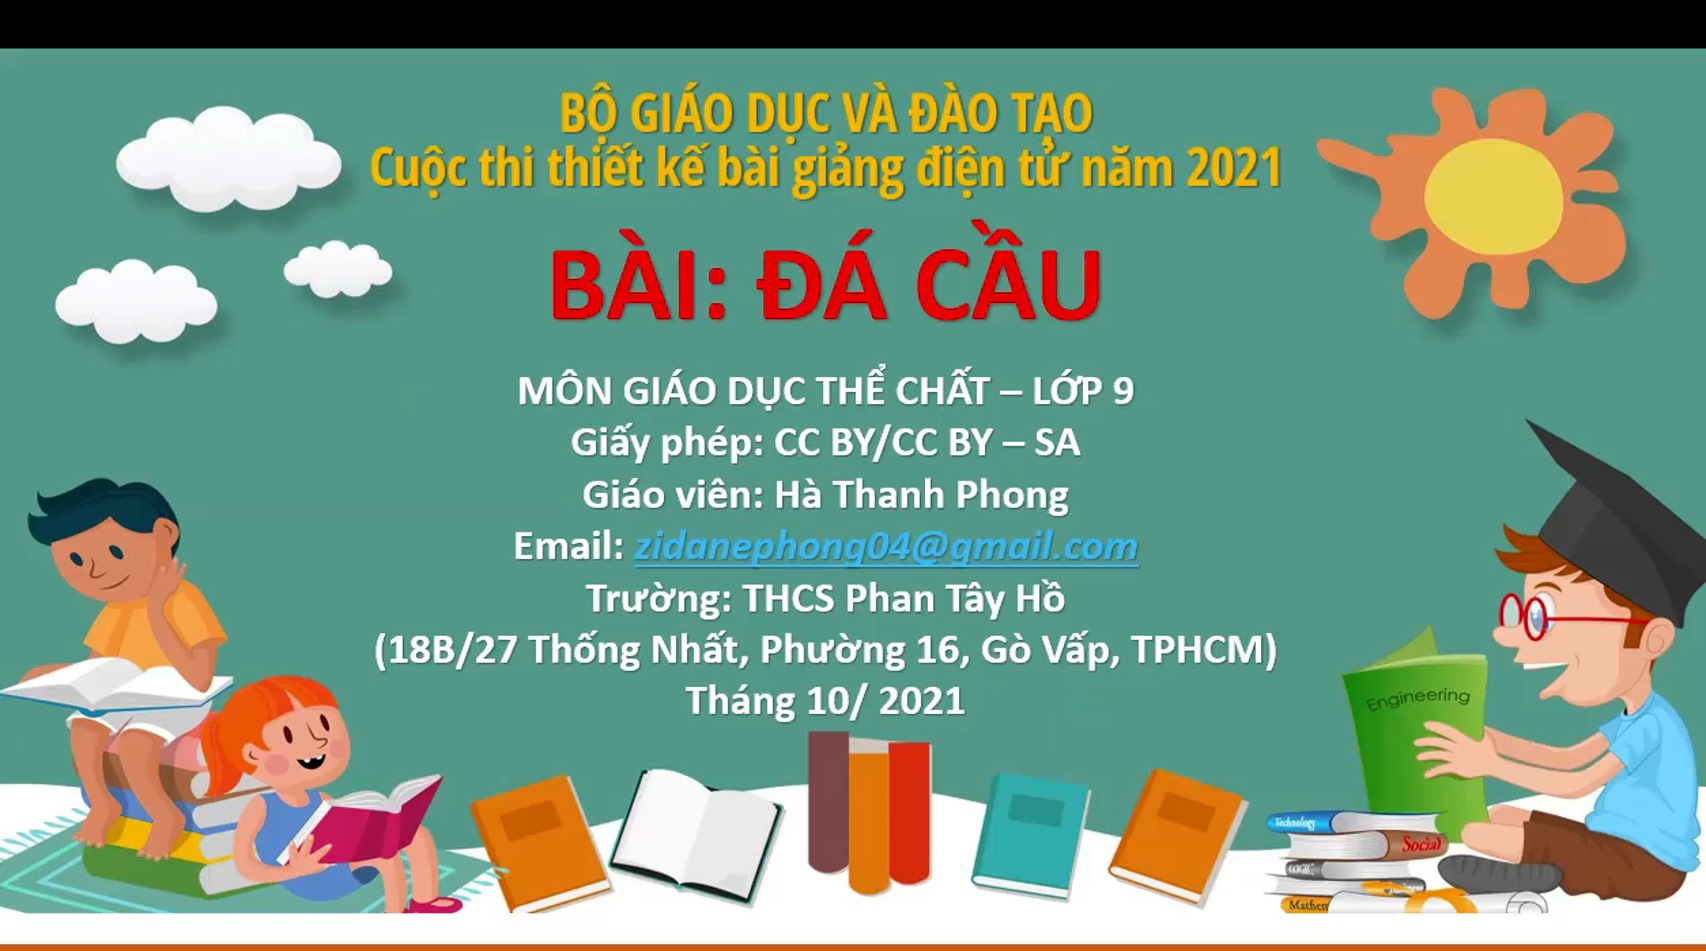 BỘ GIÁO DỤC VÀ ĐÀO TẠO
Cuộc thi thiết kế bài giảng điện tử năm 2021
BÀI: ĐÁ CẦU
MÔN GIÁO DỤC THỂ CHẤT – LỚP 9
Giấy phép: CC BY/CC BY – SA
Giáo viên: Hà Thanh Phong
Email: zidanephong04@gmail.com
Trường: THCS Phan Tây Hồ
(18B/27 Thống Nhất, Phường 16, Gò Vấp, TPHCM)
Tháng 10/ 2021
Engineering
Technology
Social
Mathem